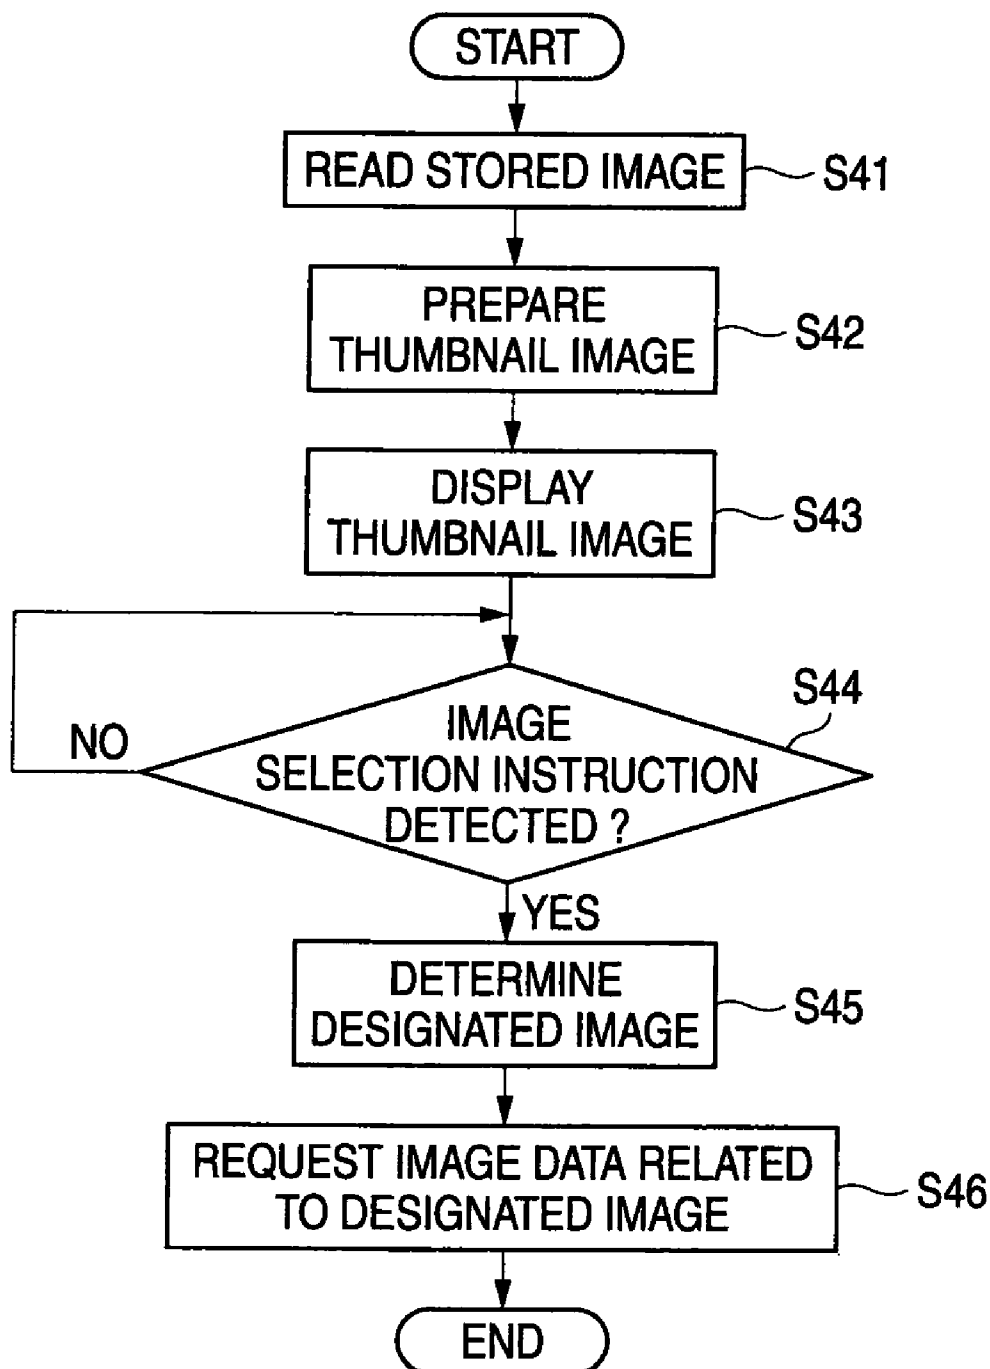 START
READ STORED IMAGE
S41
PREPARE
THUMBNAIL IMAGE
S42
DISPLAY
THUMBNAIL IMAGE
S43
S44
IMAGE
SELECTION INSTRUCTION
DETECTED ?
NO
YES
DETERMINE
DESIGNATED IMAGE
S45
REQUEST IMAGE DATA RELATED
TO DESIGNATED IMAGE
S46
END